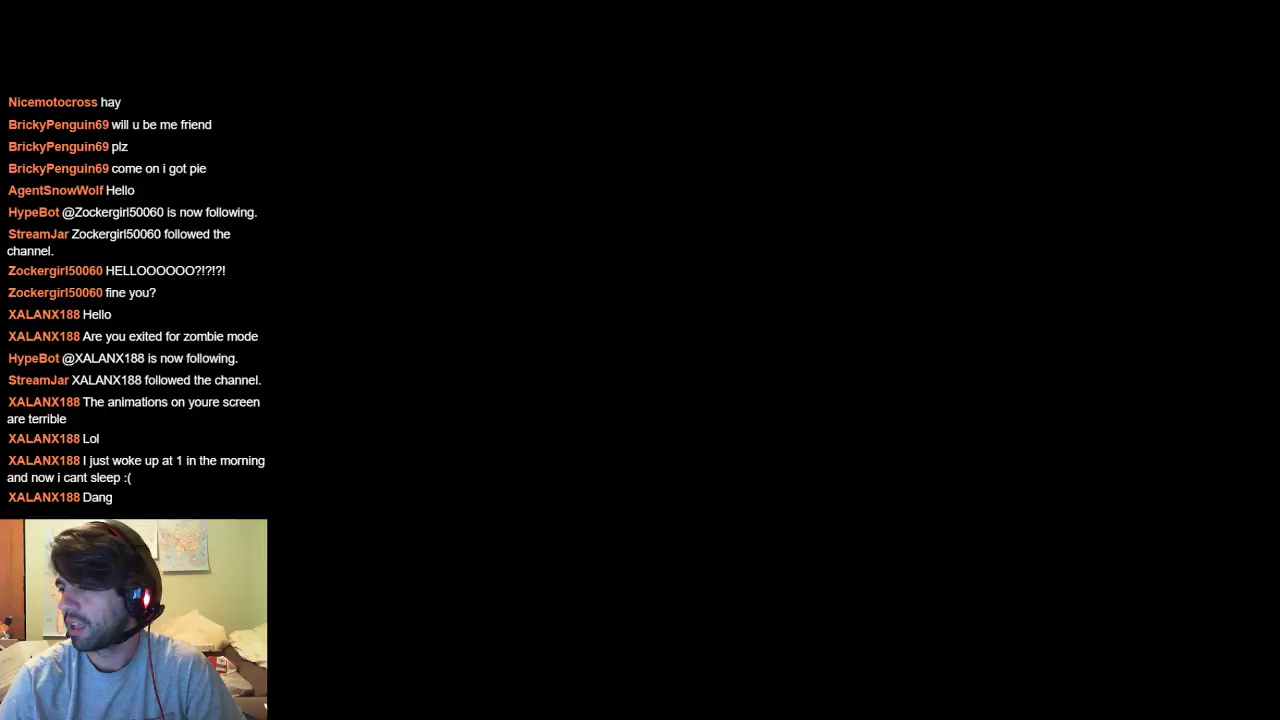 Nicemotocross hay
BrickyPenguin69 will u be me friend
BrickyPenguin69 plz
BrickyPenguin69 come on i got pie
AgentSnowWolf Hello
HypeBot @Zockergirl50060 is now following.
StreamJar Zockergirl50060 followed the
channel.
Zockergirl50060 HELLOOOOOO?!?!?!
Zockergirl50060 fine you?
XALANX188 Hello
XALANX188 Are you exited for zombie mode
HypeBot @XALANX188 is now following.
StreamJar XALANX188 followed the channel.
XALANX188 The animations on youre screen
are terrible
XALANX188 Lol
XALANX188 I just woke up at 1 in the morning
and now i cant sleep :(
XALANX188 Dang